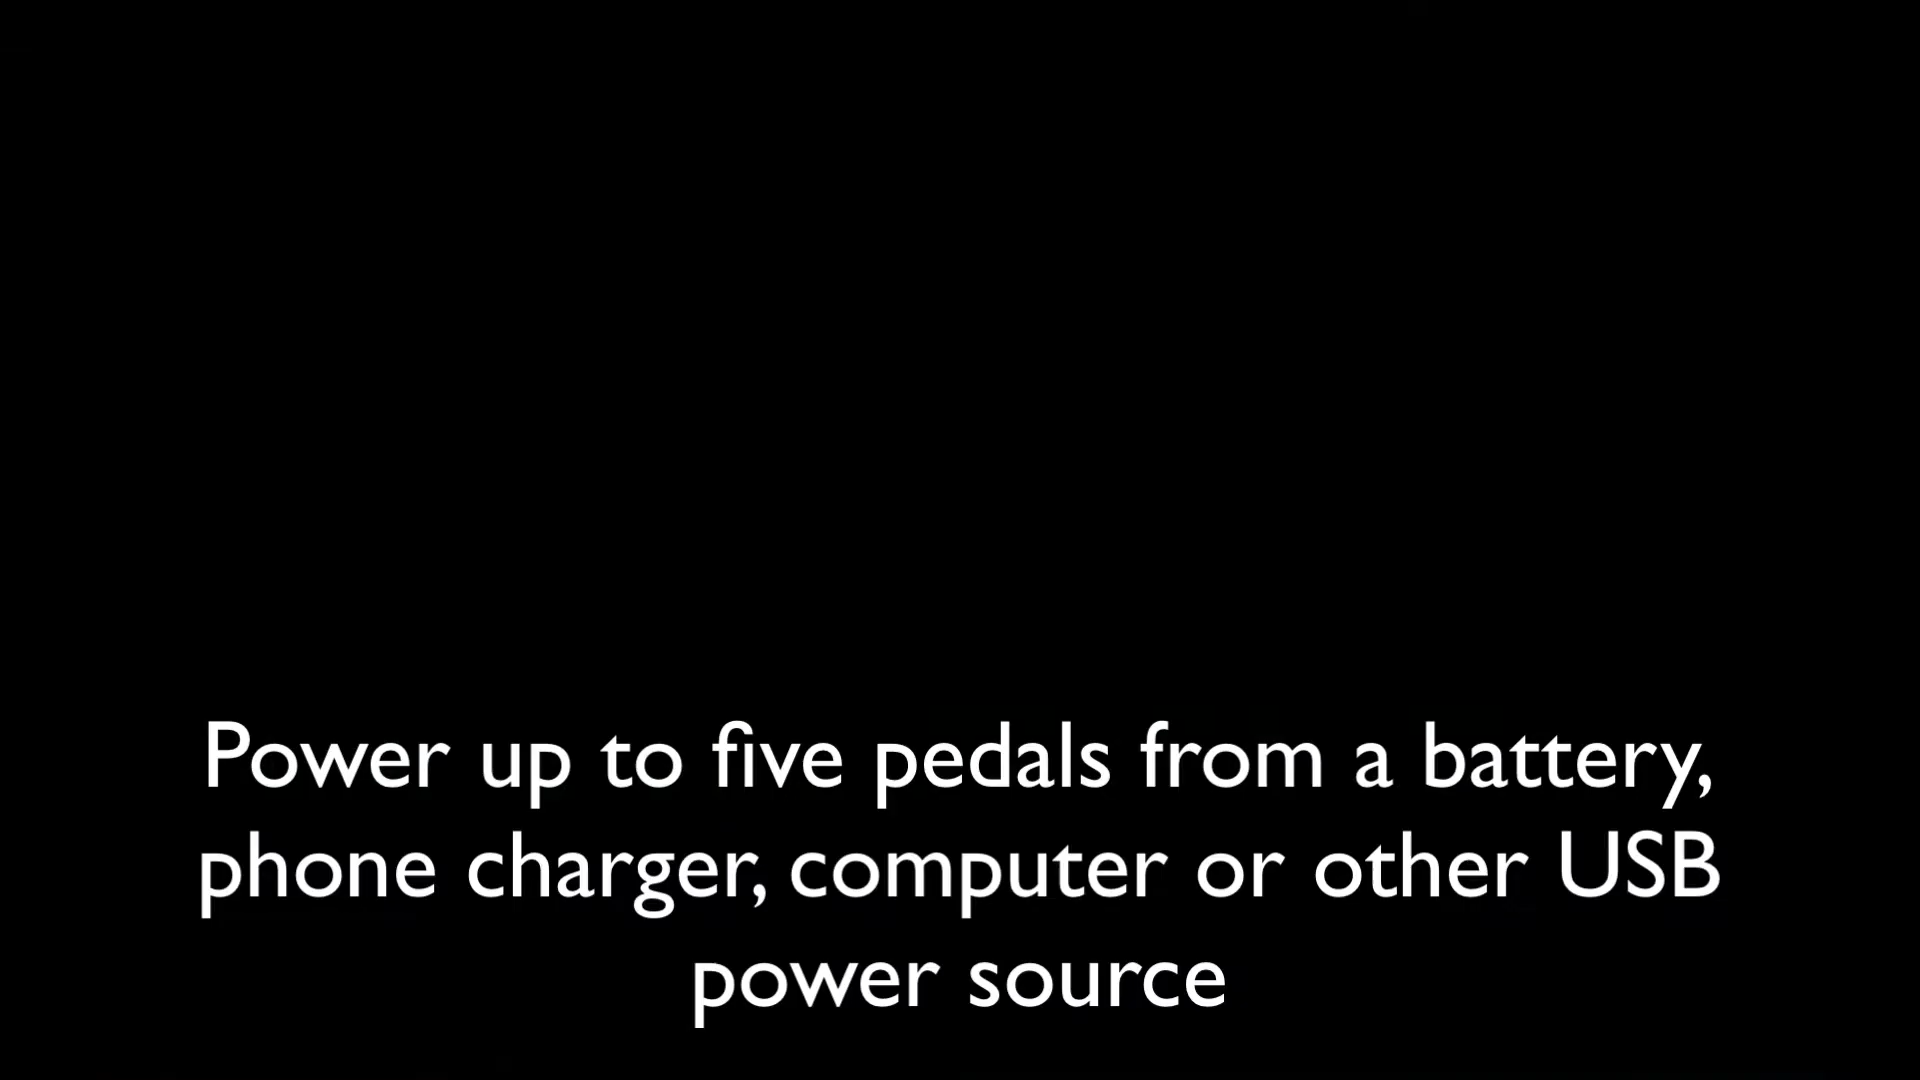 Power up to five pedals from a battery,
phone charger, computer or other USB
power source